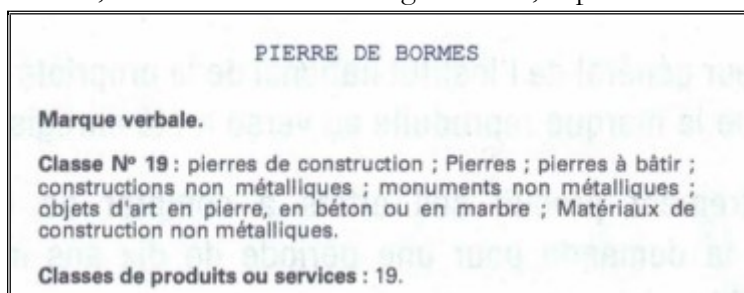 PIERRE DE BORMES
Marque verbale.
Classe Nº 19 : pierres de construction ; Pierres ; pierres à bâtir ;
constructions non métalliques ; monuments non métalliques ;
objets d'art en pierre, en béton ou en marbre ; Matériaux de
construction non métalliques.
Classes de produits ou services : 19.